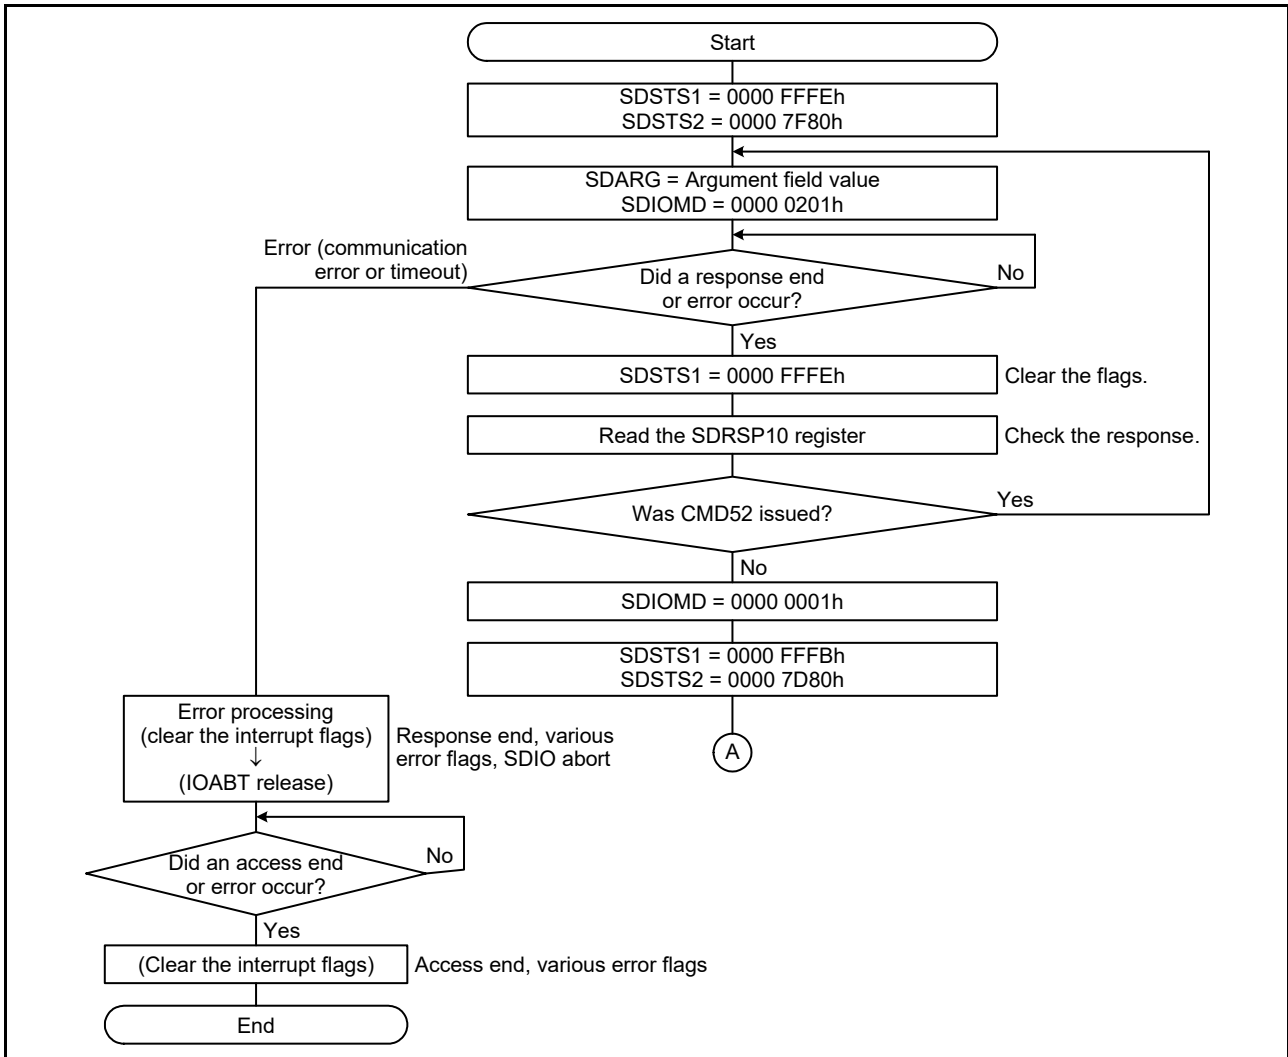 Start
SDSTS1 = 0000 FFFEh
SDSTS2 = 0000 7F80h
SDARG = Argument field value
SDIOMD = 0000 0201h
Error (communication
error or timeout)
Did a response end
or error occur?
No
Yes
SDSTS1 = 0000 FFFEh
Clear the flags.
Read the SDRSP10 register
Check the response.
Was CMD52 issued?
Yes
No
SDIOMD = 0000 0001h
SDSTS1 = 0000 FFFBh
SDSTS2 = 0000 7D80h
A
Error processing
(clear the interrupt flags)
↓
(IOABT release)
Response end, various
error flags, SDIO abort
Did an access end
or error occur?
No
Yes
(Clear the interrupt flags)
Access end, various error flags
End